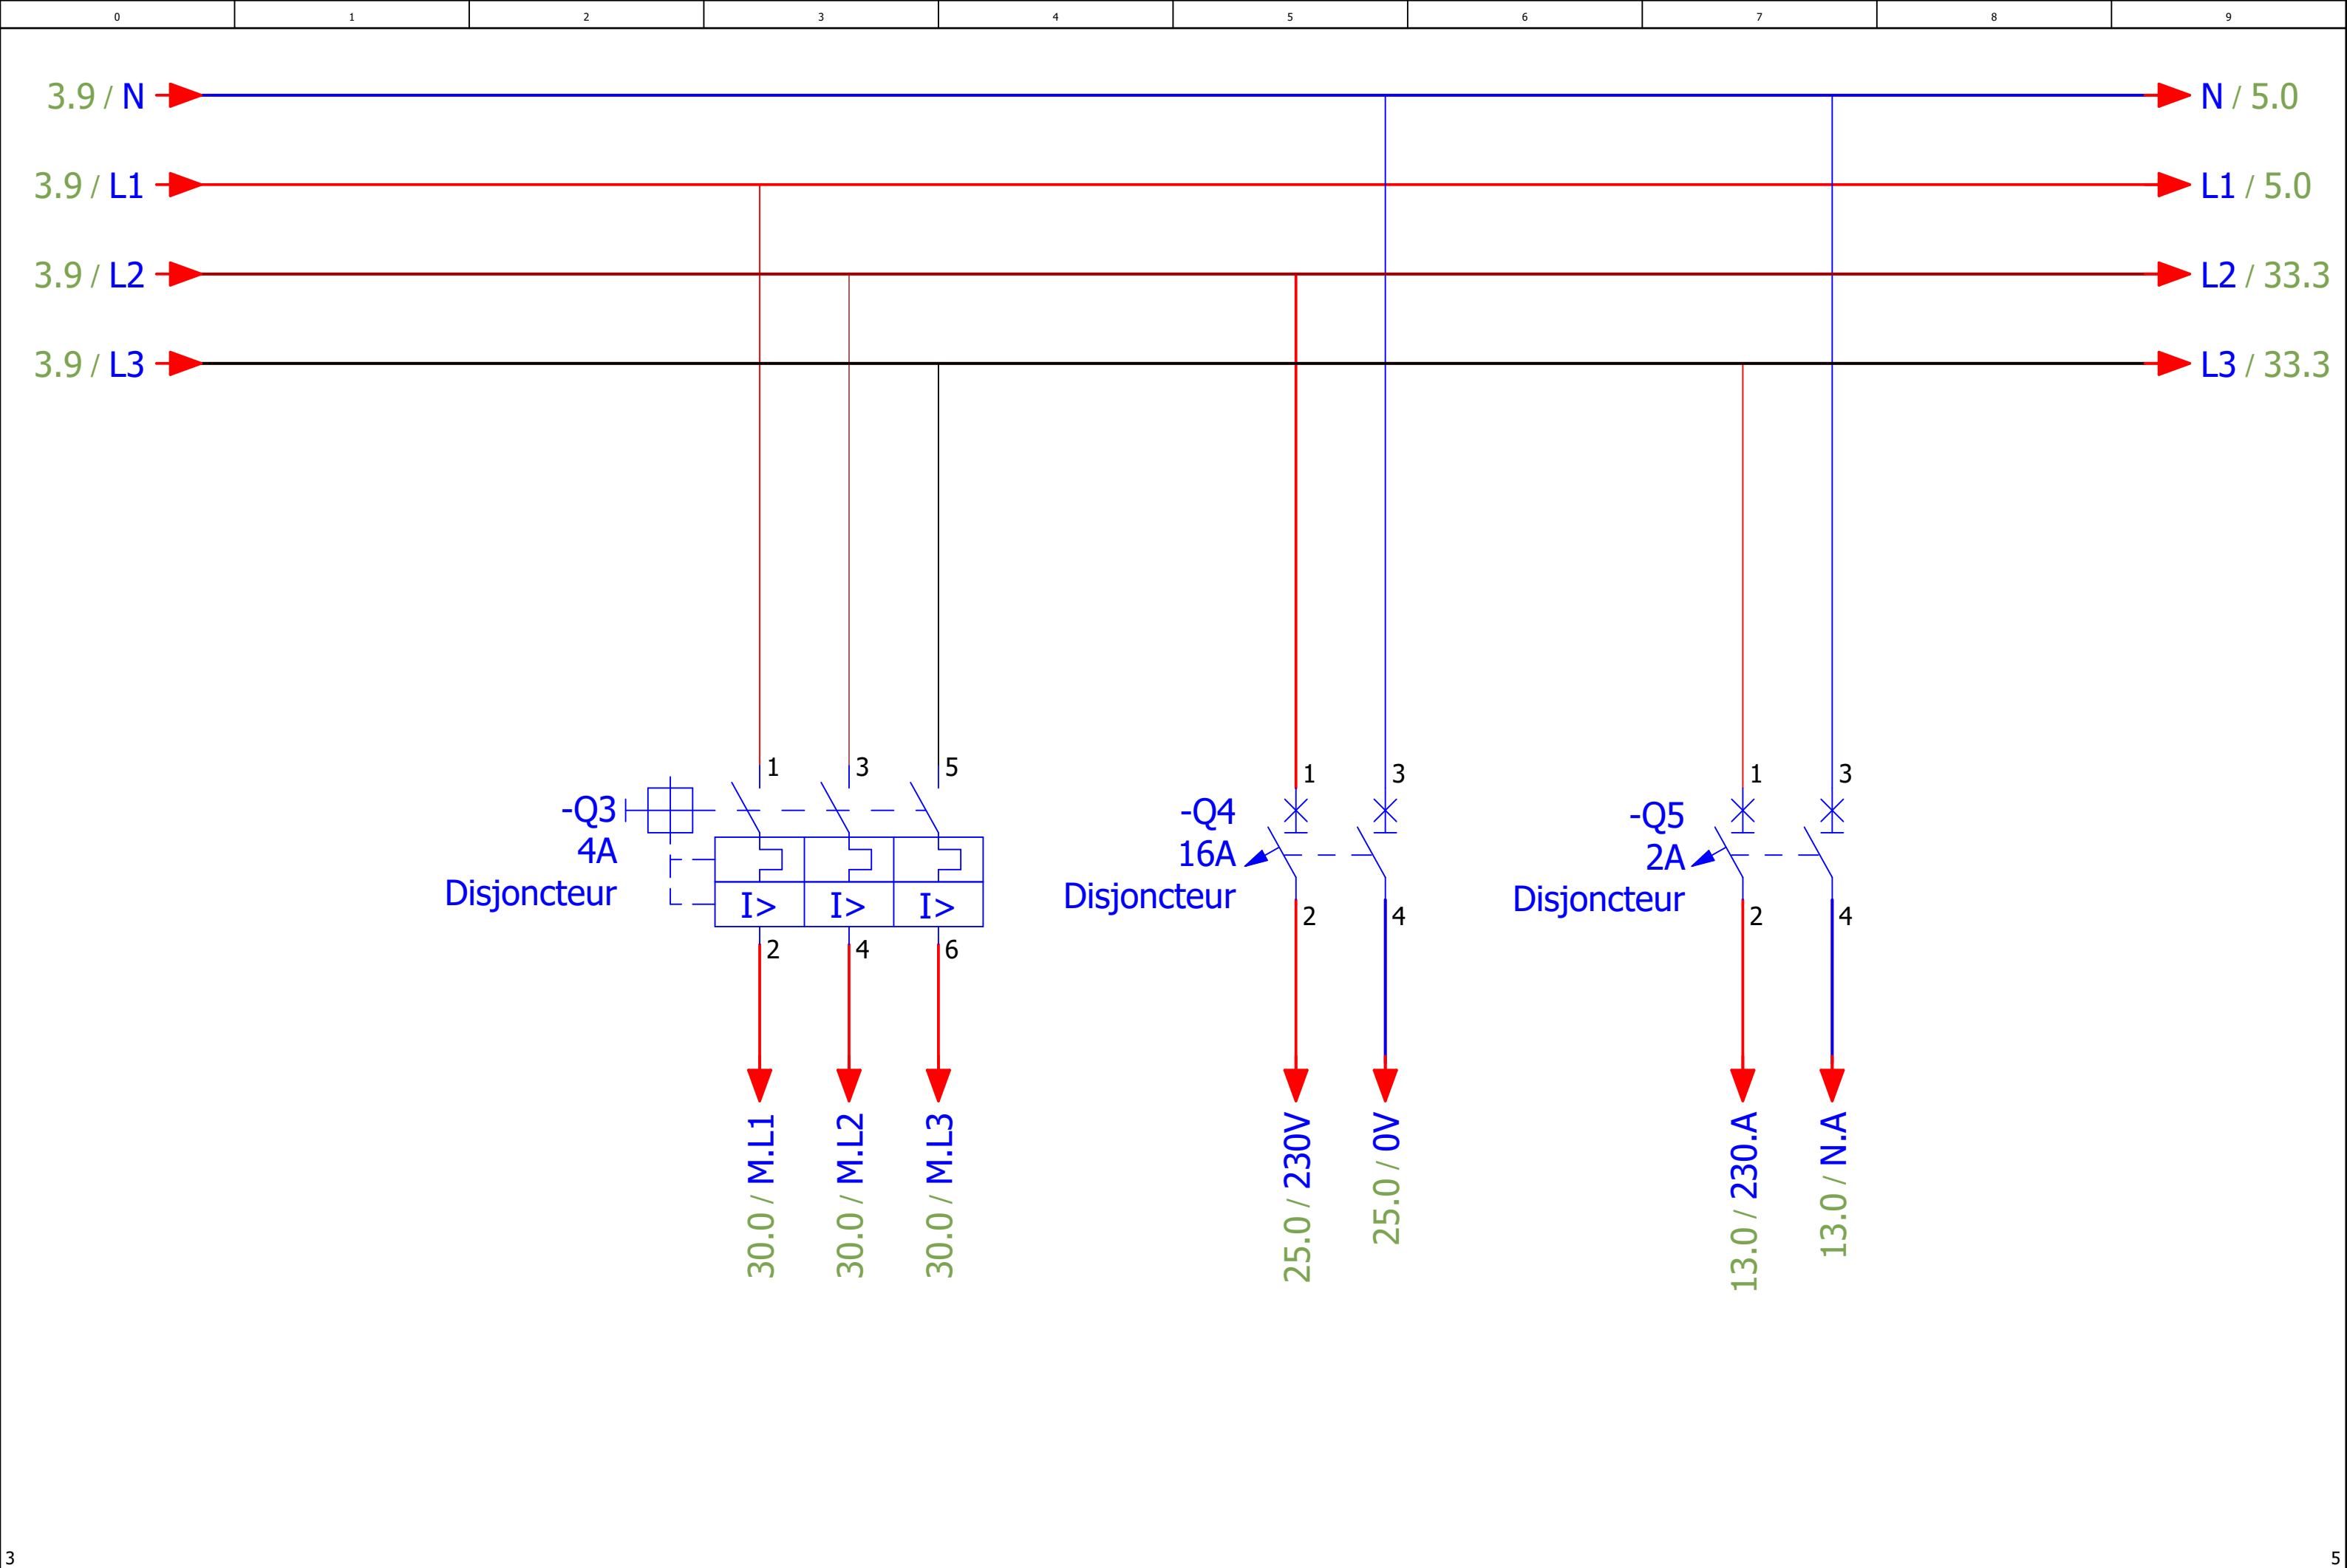 0 1 2 3 4 5 6 7 8 9
3.9 / N
N / 5.0
3.9 / L1
L1 / 5.0
3.9 / L2
L2 / 33.3
3.9 / L3
L3 / 33.3
1 3 5
-Q3
4A
Disjoncteur
I> I> I>
2 4 6
1 3
-Q4
16A
Disjoncteur
2 4
1 3
-Q5
2A
Disjoncteur
2 4
30.0 / M.L1
30.0 / M.L2
30.0 / M.L3
25.0 / 230V
25.0 / 0V
13.0 / 230.A
13.0 / N.A
3
5